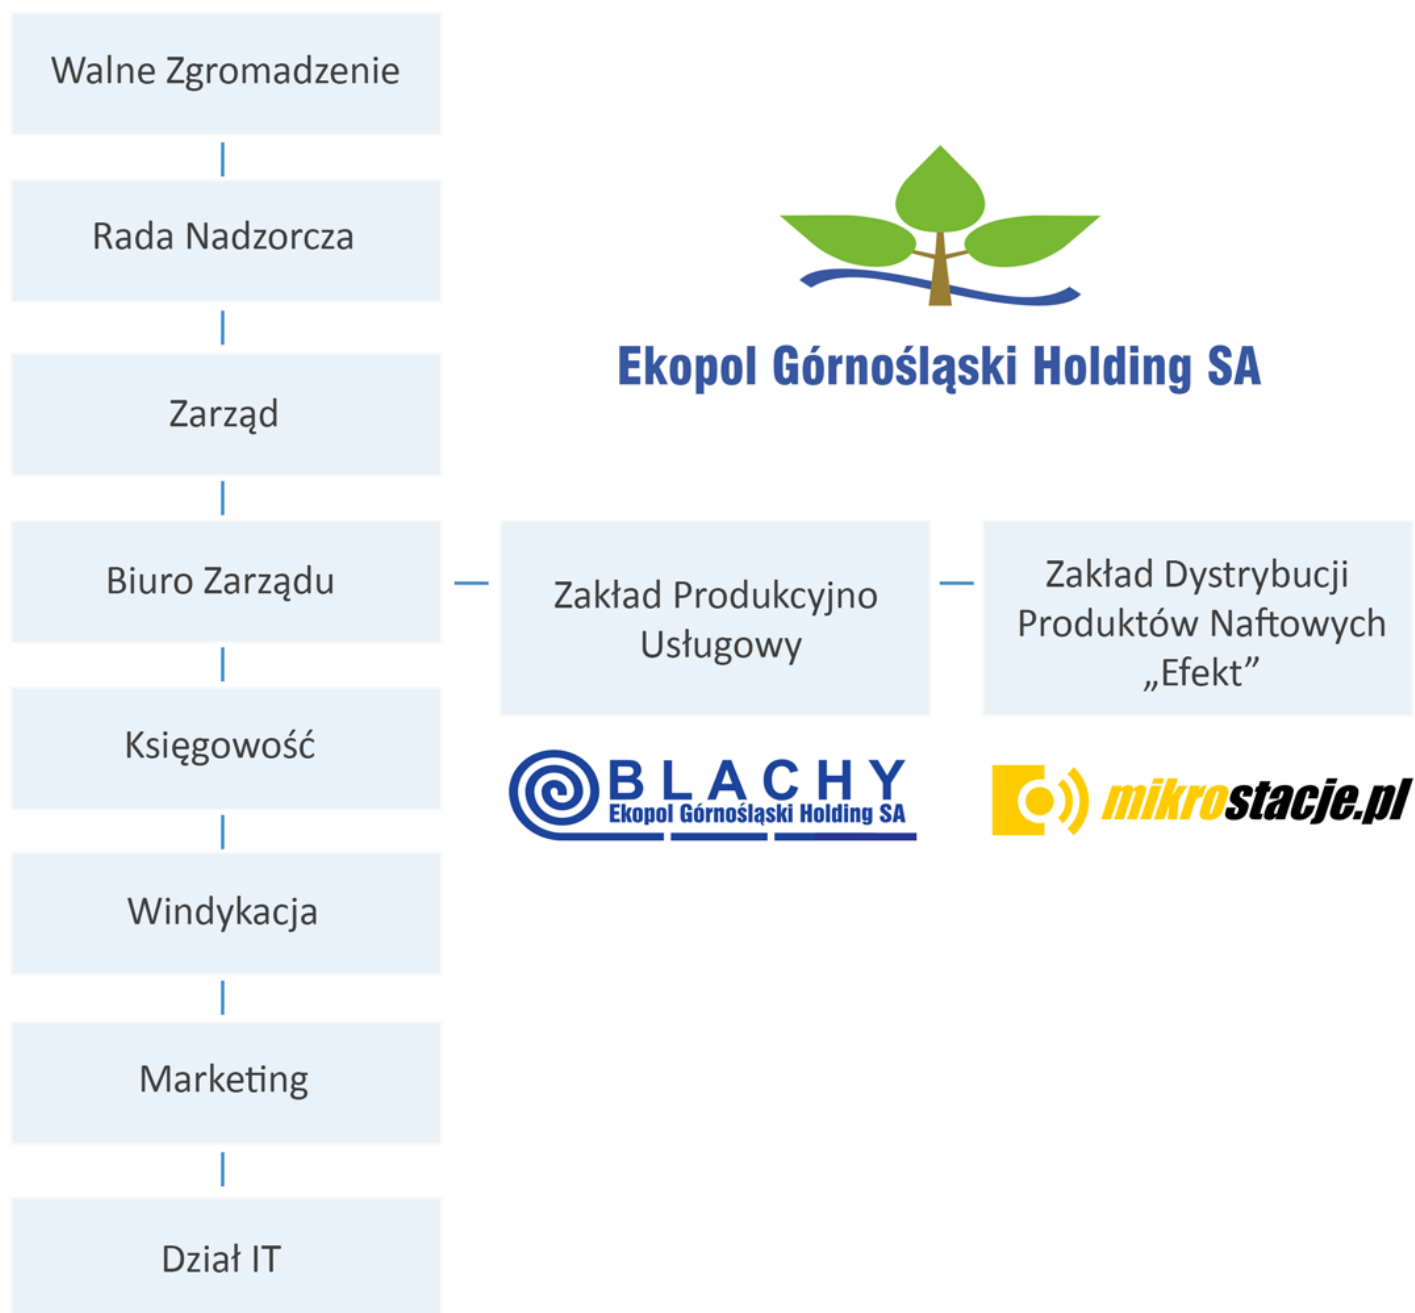 Walne Zgromadzenie
Rada Nadzorcza
Ekopol Górnośląski Holding SA
Zarząd
Biuro Zarządu
Zakład Produkcyjno
Usługowy
Zakład Dystrybucji
Produktów Naftowych
„Efekt”
Księgowość
BLACHY
Ekopol Górnośląski Holding SA
mikrostacje.pl
Windykacja
Marketing
Dział IT